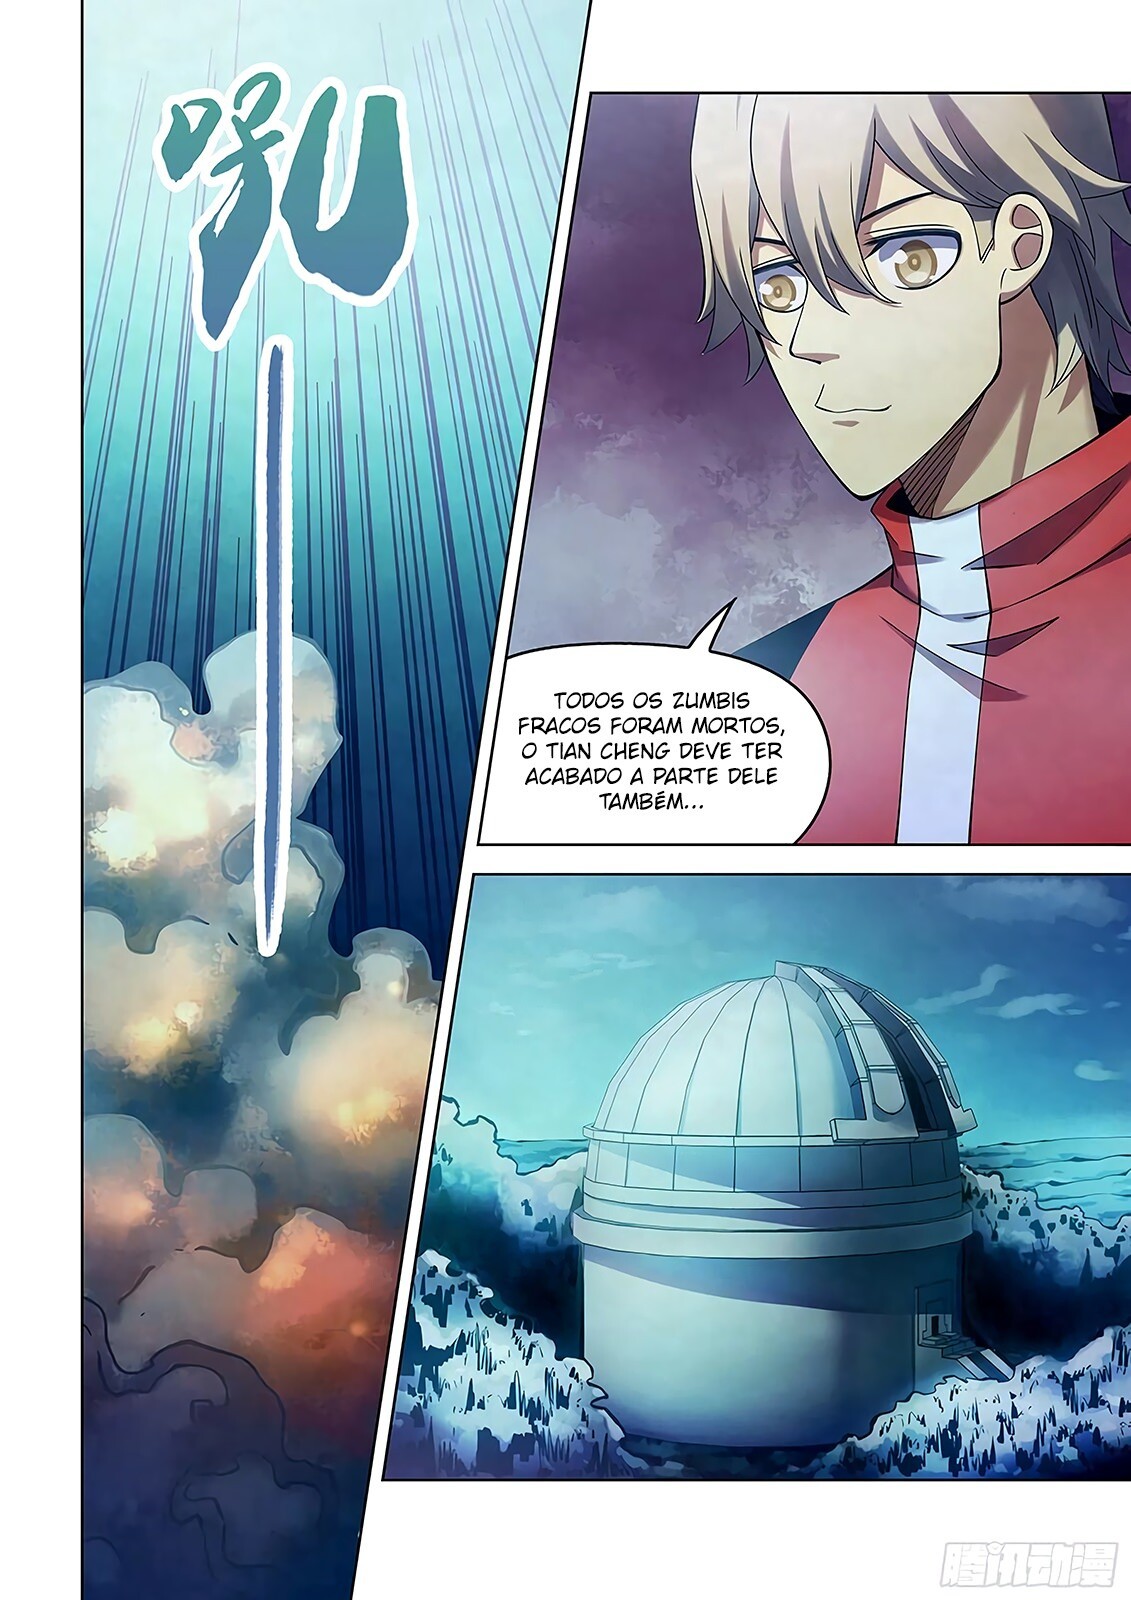 吼
TODOS OS ZUMBIS
FRACOS FORAM MORTOS,
O TIAN CHENG DEVE TER
ACABADO A PARTE DELE
TAMBÉM...
腾讯动漫